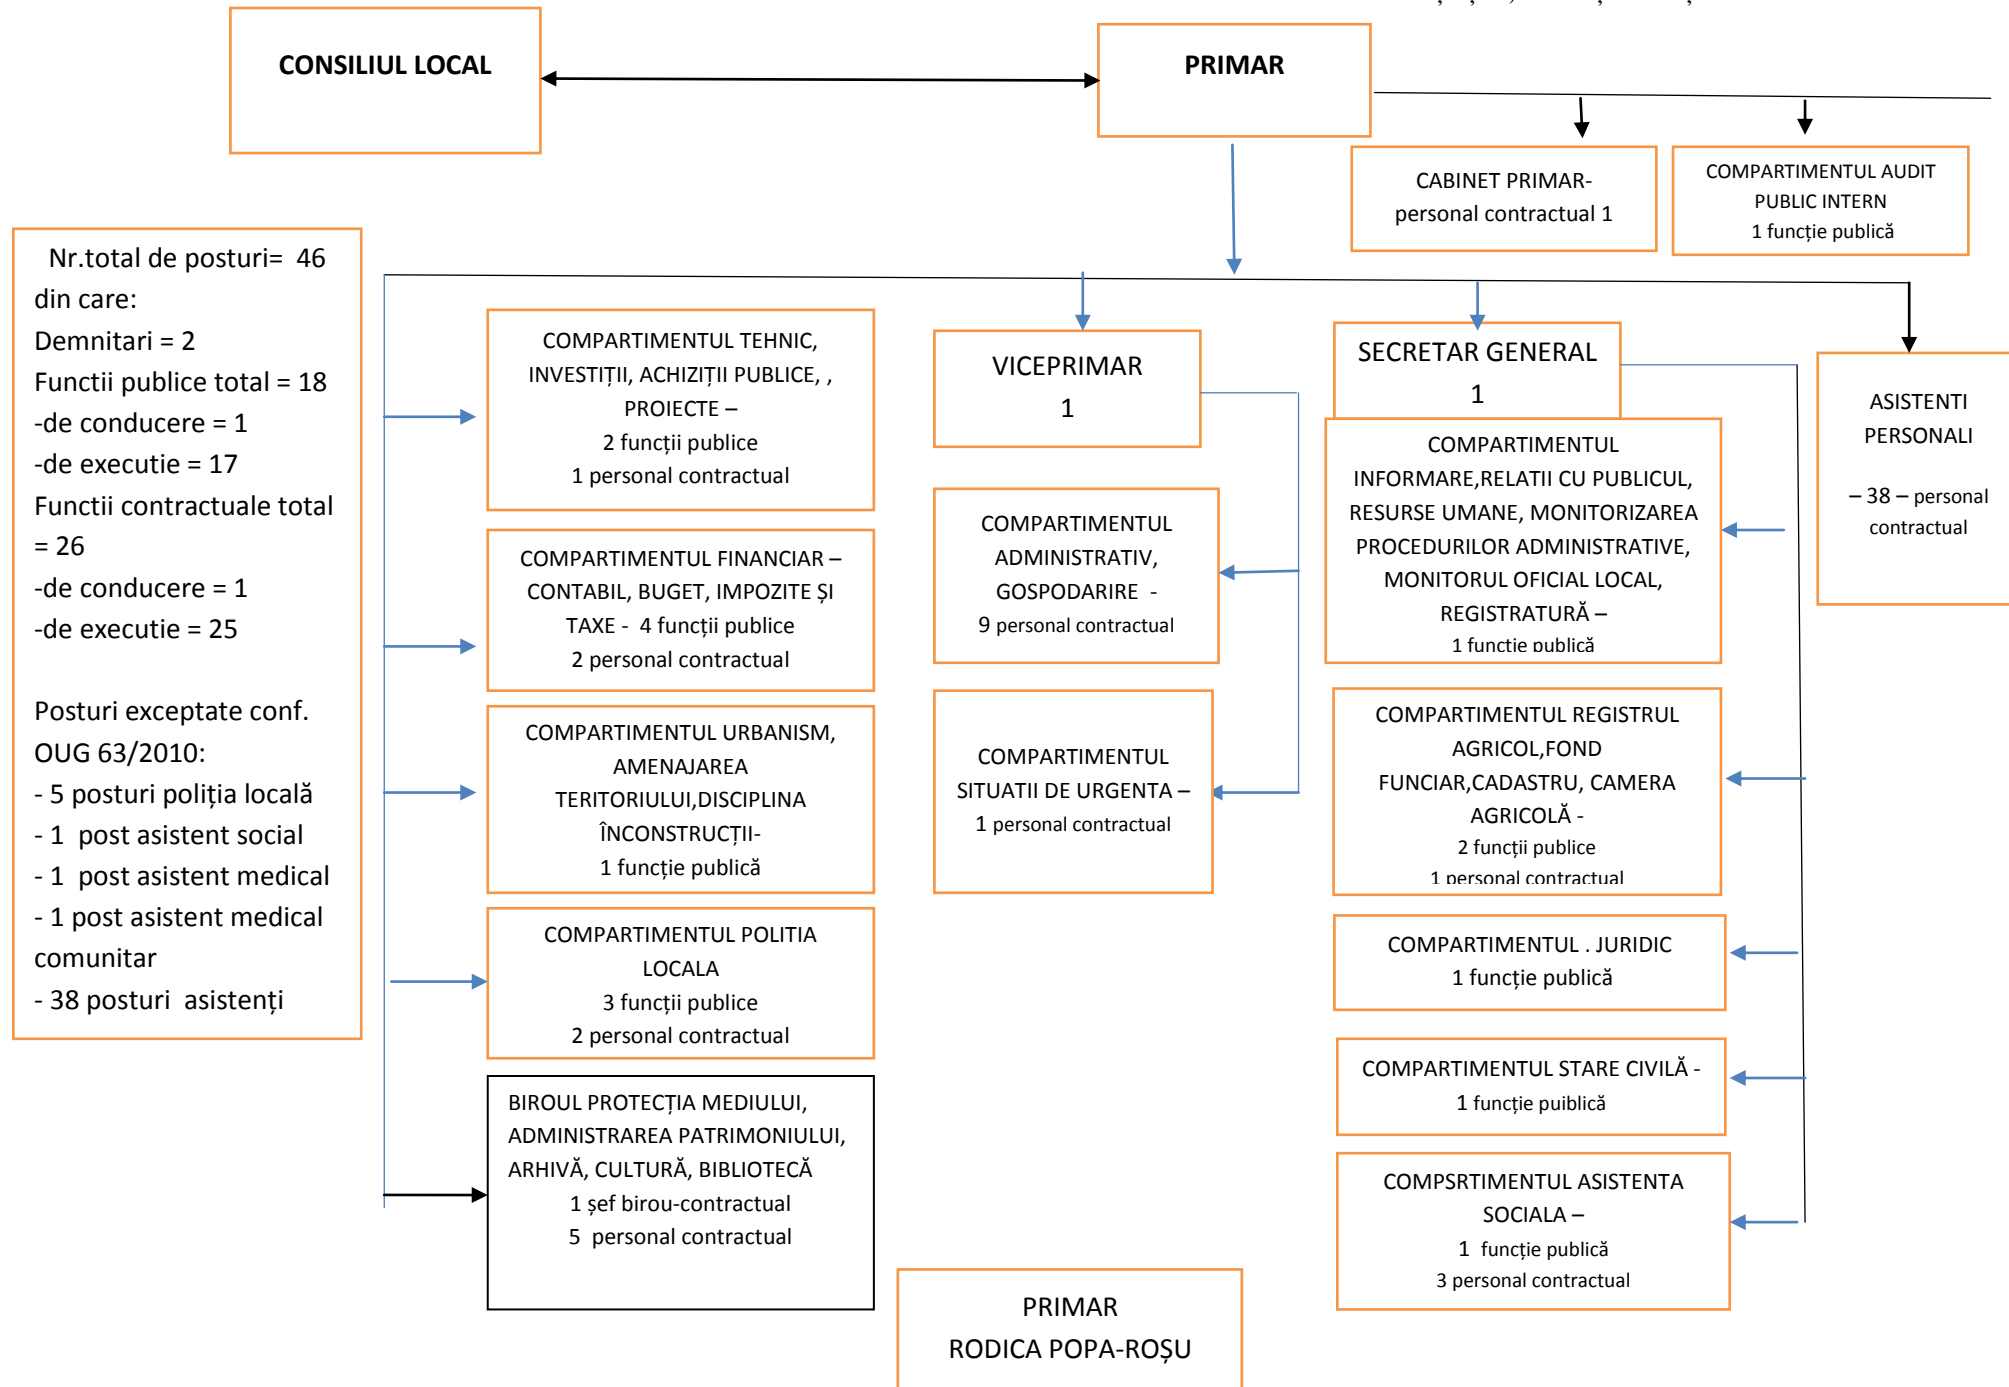 CONSILIUL LOCAL
PRIMAR
CABINET PRIMAR-
personal contractual 1
COMPARTIMENTUL AUDIT
PUBLIC INTERN
1 funcție publică
Nr.total de posturi= 46
din care:
Demnitari = 2
Functii publice total = 18
-de conducere = 1
-de executie = 17
Functii contractuale total
= 26
-de conducere = 1
-de executie = 25
Posturi exceptate conf.
OUG 63/2010:
- 5 posturi poliția locală
- 1 post asistent social
- 1 post asistent medical
- 1 post asistent medical
comunitar
- 38 posturi asistenți
COMPARTIMENTUL TEHNIC,
INVESTIȚII, ACHIZIȚII PUBLICE, ,
PROIECTE –
2 funcții publice
1 personal contractual
COMPARTIMENTUL FINANCIAR –
CONTABIL, BUGET, IMPOZITE ȘI
TAXE - 4 funcții publice
2 personal contractual
COMPARTIMENTUL URBANISM,
AMENAJAREA
TERITORIULUI,DISCIPLINA
ÎNCONSTRUCȚII-
1 funcție publică
COMPARTIMENTUL POLITIA
LOCALA
3 funcții publice
2 personal contractual
BIROUL PROTECȚIA MEDIULUI,
ADMINISTRAREA PATRIMONIULUI,
ARHIVĂ, CULTURĂ, BIBLIOTECĂ
1 șef birou-contractual
5 personal contractual
VICEPRIMAR
1
COMPARTIMENTUL
ADMINISTRATIV,
GOSPODARIRE -
9 personal contractual
COMPARTIMENTUL
SITUATII DE URGENTA –
1 personal contractual
SECRETAR GENERAL
1
COMPARTIMENTUL
INFORMARE,RELATII CU PUBLICUL,
RESURSE UMANE, MONITORIZAREA
PROCEDURILOR ADMINISTRATIVE,
MONITORUL OFICIAL LOCAL,
REGISTRATURĂ –
1 funcție publică
COMPARTIMENTUL REGISTRUL
AGRICOL,FOND
FUNCIAR,CADASTRU, CAMERA
AGRICOLĂ -
2 funcții publice
1 personal contractual
COMPARTIMENTUL . JURIDIC
1 funcție publică
COMPARTIMENTUL STARE CIVILĂ -
1 funcție puiblică
COMPSRTIMENTUL ASISTENTA
SOCIALA –
1 funcție publică
3 personal contractual
ASISTENTI
PERSONALI
– 38 – personal
contractual
PRIMAR
RODICA POPA-ROȘU